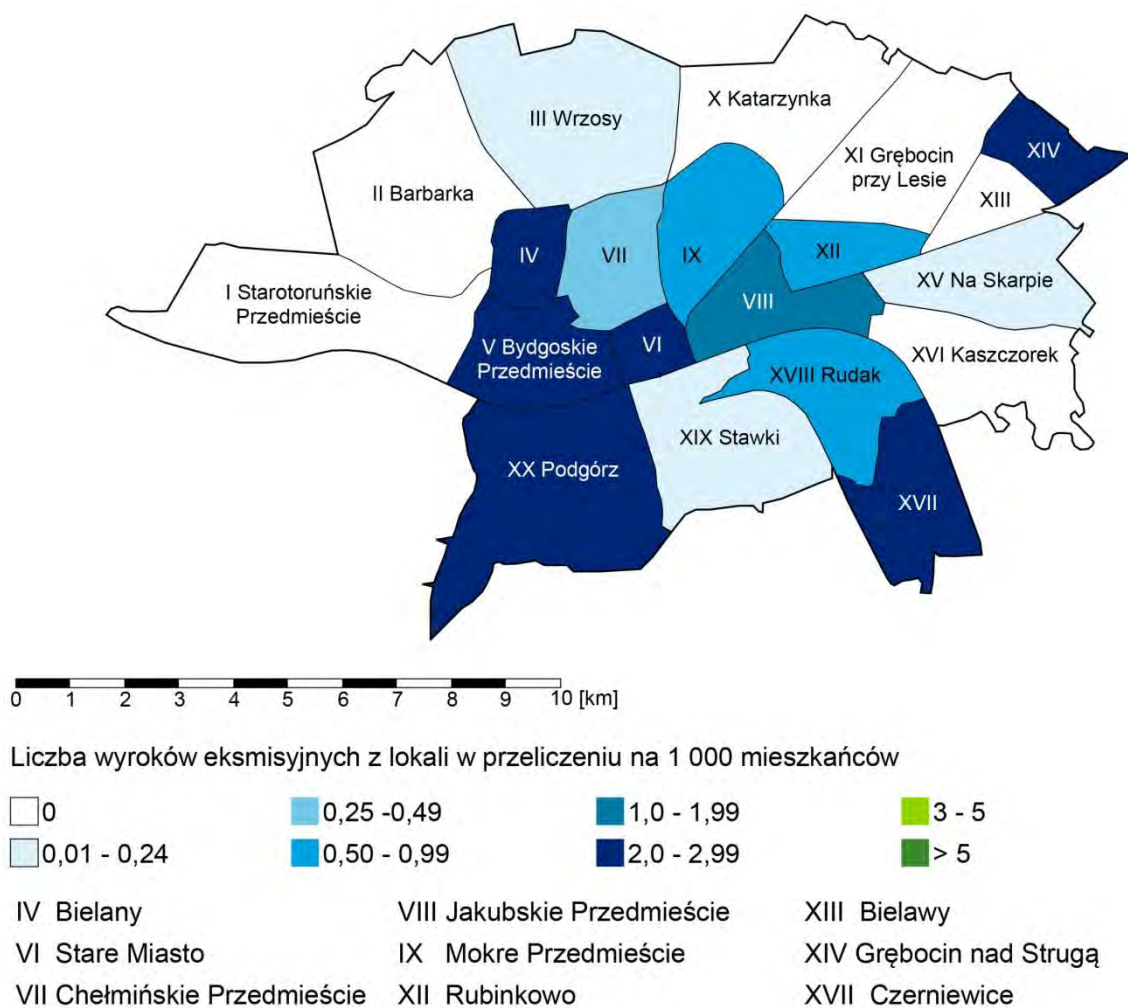 III Wrzosy
X Katarzynka
XIV
XI Grębocin
przy Lesie
II Barbarka
XIII
IV
VII
IX
XII
XV Na Skarpie
I Starotoruńskie
Przedmieście
VIII
V Bydgoskie
Przedmieście
VI
XVI Kaszczorek
XVIII Rudak
XIX Stawki
XX Podgórz
XVII
0 1 2 3 4 5 6 7 8 9 10 [km]
Liczba wyroków eksmisyjnych z lokali w przeliczeniu na 1 000 mieszkańców
0 0,25 -0,49 1,0 - 1,99 3 - 5
0,01 - 0,24 0,50 - 0,99 2,0 - 2,99 > 5
IV Bielany VIII Jakubskie Przedmieście XIII Bielawy
VI Stare Miasto IX Mokre Przedmieście XIV Grębocin nad Strugą
VII Chełmińskie Przedmieście XII Rubinkowo XVII Czerniewice